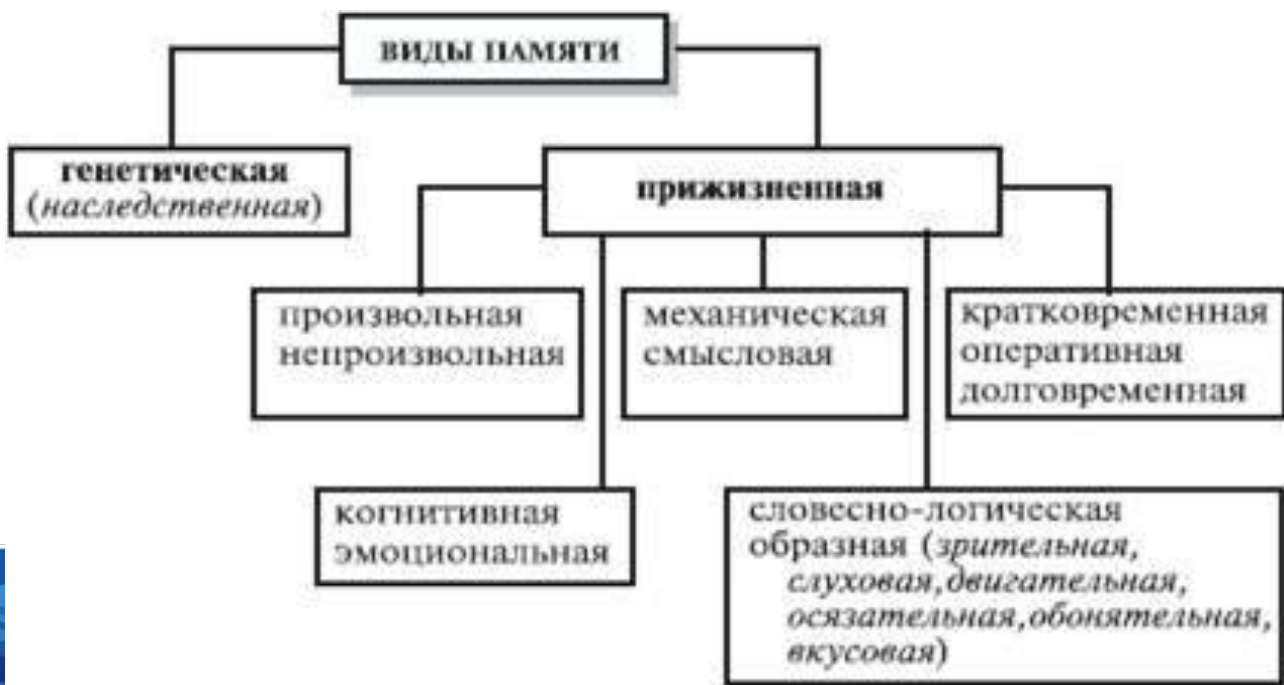 ВИДЫ ПАМЯТИ
генетическая
(наследственная)
прижизненная
произвольная
непроизвольная
механическая
смысловая
кратковременная
оперативная
долговременная
когнитивная
эмоциональная
словесно-логическая
образная (зрительная,
слуховая,двигательная,
осязательная,обонятельная,
вкусовая)